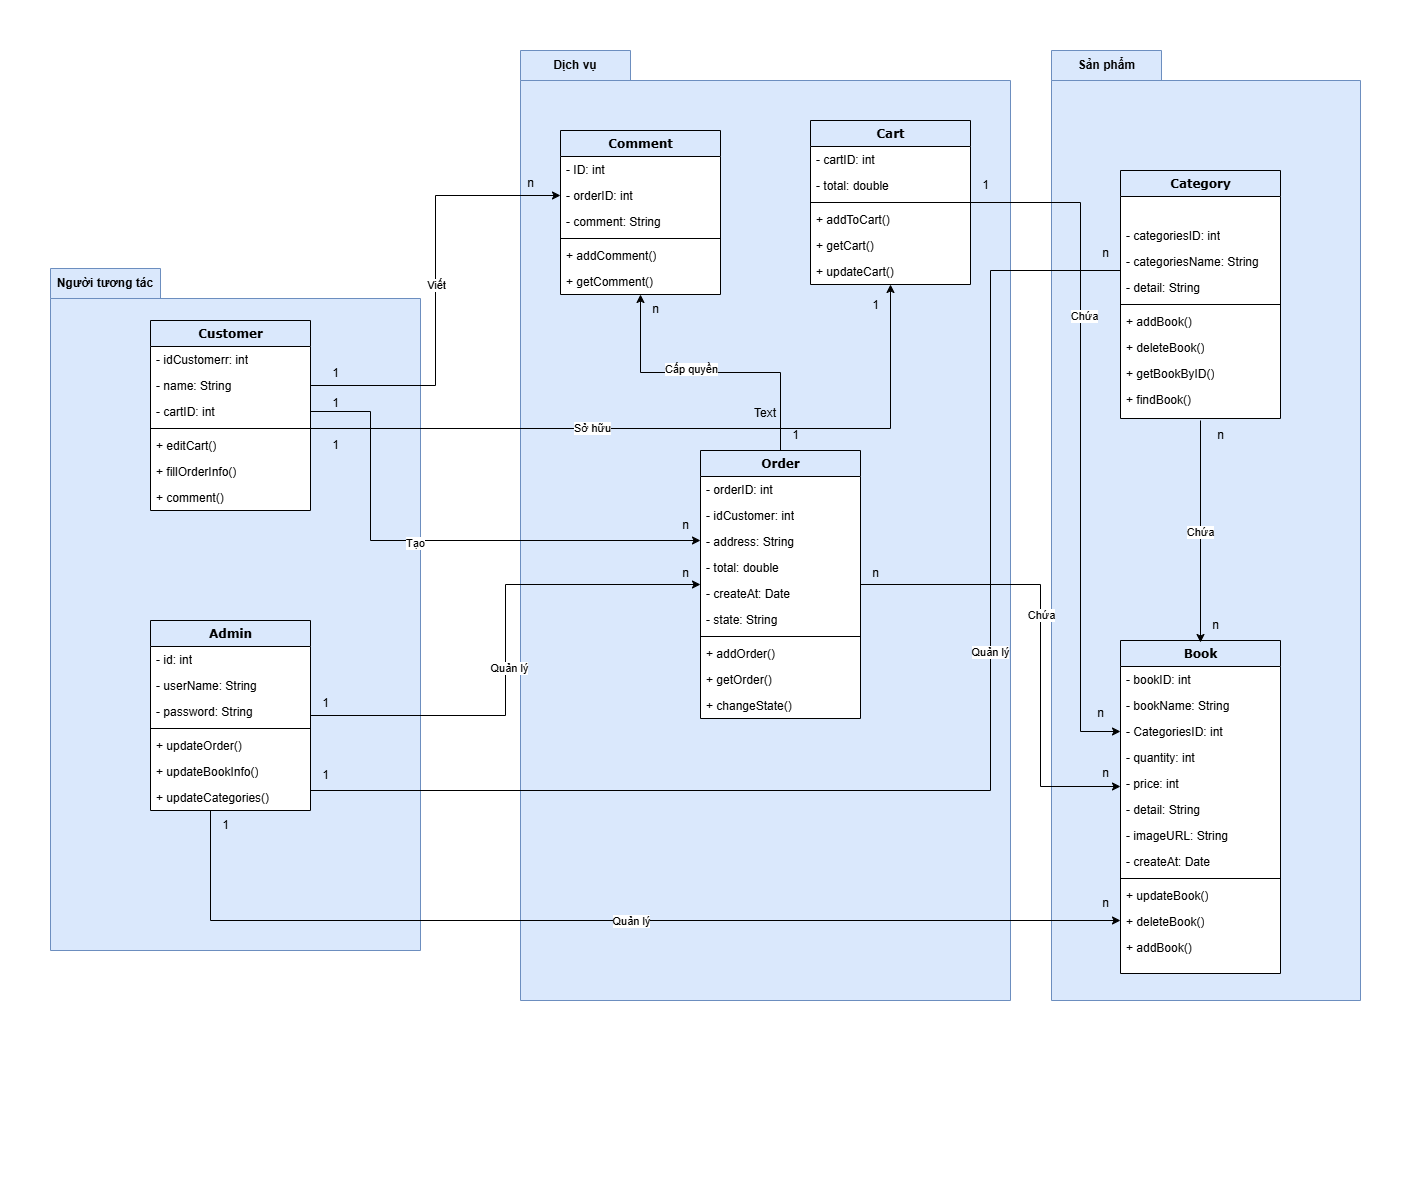 Người tương tác
Customer
- idCustomerr: int
- name: String
- cartID: int
+ editCart()
+ fillOrderInfo()
+ comment()
1
1
1
Viết
Tạo
Sở hữu
Admin
- id: int
- userName: String
- password: String
+ updateOrder()
+ updateBookInfo()
+ updateCategories()
1
1
1
Quản lý
Quản lý
Quản lý
Dịch vụ
Comment
- ID: int
- orderID: int
- comment: String
+ addComment()
+ getComment()
n
n
Cấp quyền
Text
1
Cart
- cartID: int
- total: double
+ addToCart()
+ getCart()
+ updateCart()
1
1
Order
- orderID: int
- idCustomer: int
- address: String
- total: double
- createAt: Date
- state: String
+ addOrder()
+ getOrder()
+ changeState()
n
n
n
Chứa
Sản phẩm
Category
- categoriesID: int
- categoriesName: String
- detail: String
+ addBook()
+ deleteBook()
+ getBookByID()
+ findBook()
n
Chứa
n
Chứa
n
Book
- bookID: int
- bookName: String
- CategoriesID: int
- quantity: int
- price: int
- detail: String
- imageURL: String
- createAt: Date
+ updateBook()
+ deleteBook()
+ addBook()
n
n
n